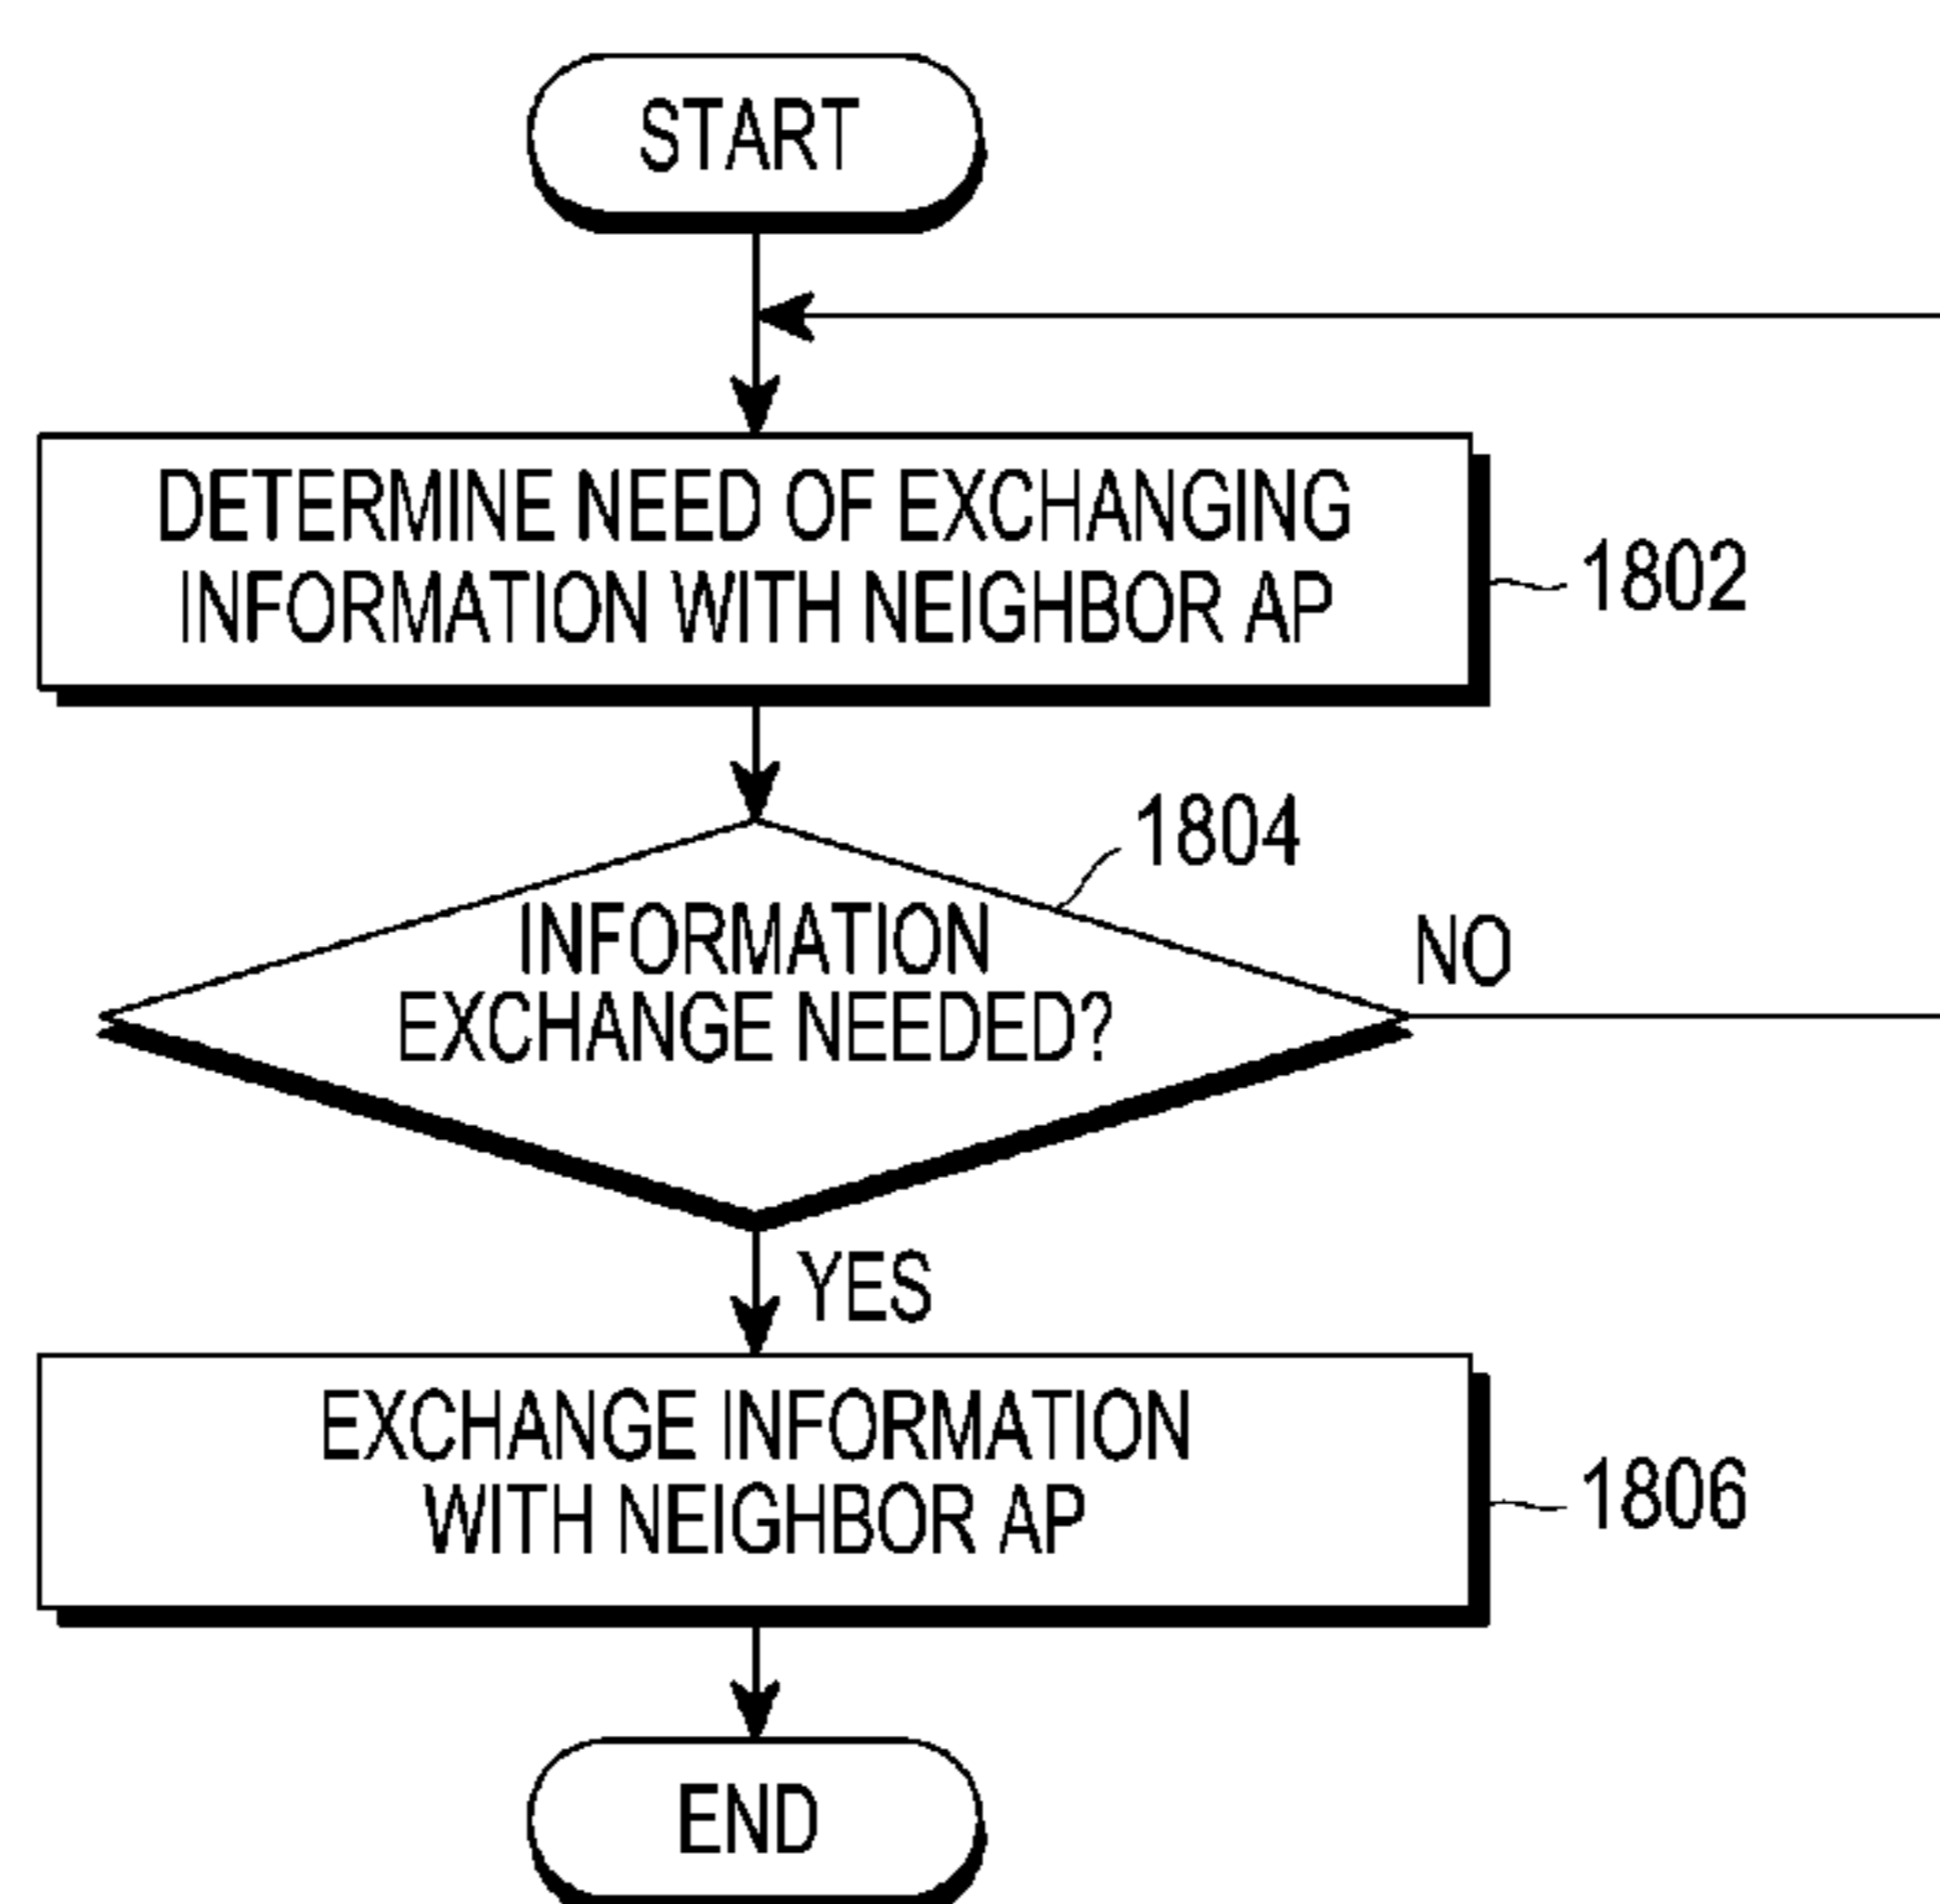 START
DETERMINE NEED OF EXCHANGING
INFORMATION WITH NEIGHBOR AP
1802
1804
INFORMATION
EXCHANGE NEEDED?
NO
YES
EXCHANGE INFORMATION
WITH NEIGHBOR AP
1806
END